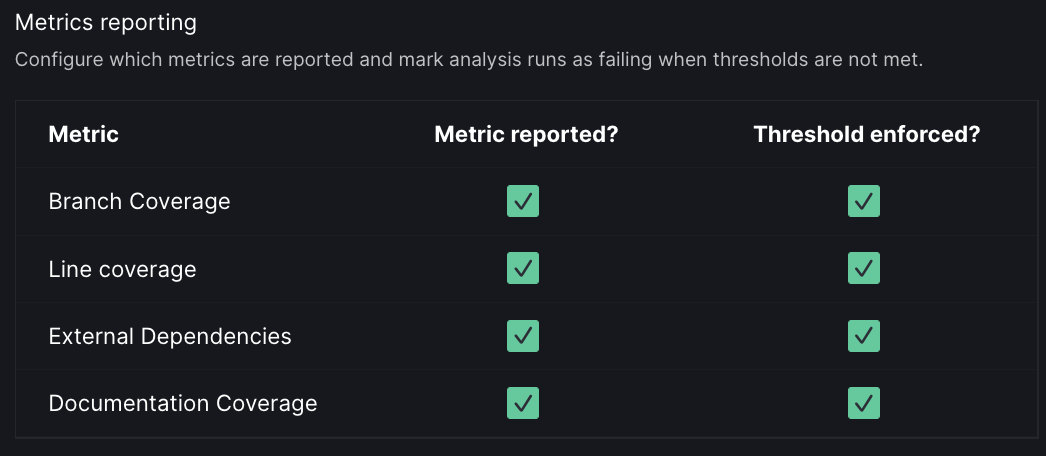 Metrics reporting
Configure which metrics are reported and mark analysis runs as failing when thresholds are not met.
Metric Metric reported? Threshold enforced?
Branch Coverage
Line coverage
External Dependencies
Documentation Coverage